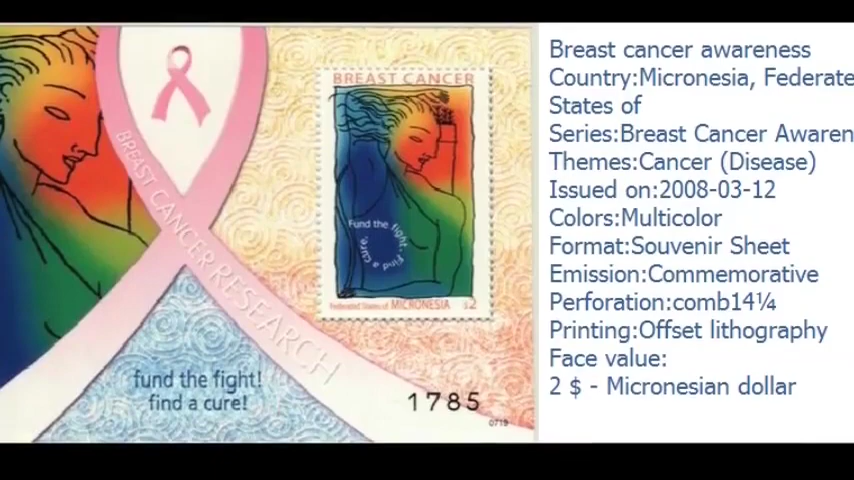 BREAST CANCER RESEARCH
fund the fight!
find a cure!
BREAST CANCER
Fund the fight.
Find a cure.
Federated States of MICRONESIA $2
1785
0719
Breast cancer awareness
Country:Micronesia, Federate
States of
Series:Breast Cancer Awaren
Themes:Cancer (Disease)
Issued on:2008-03-12
Colors:Multicolor
Format:Souvenir Sheet
Emission:Commemorative
Perforation:comb14¼
Printing:Offset lithography
Face value:
2 $ - Micronesian dollar